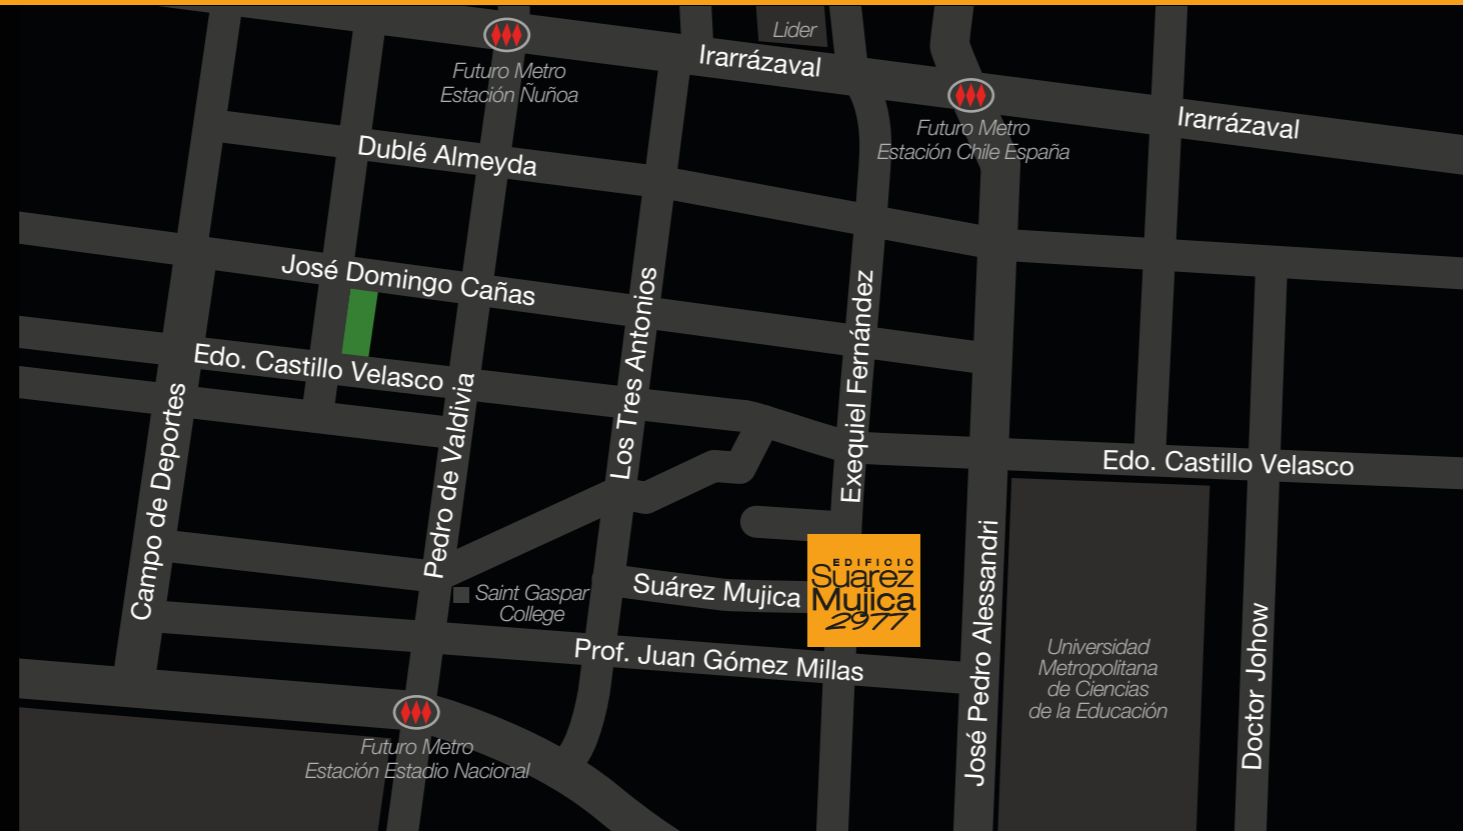 Lider
Irarrázaval
Futuro Metro
Estación Ñuñoa
Futuro Metro
Estación Chile España
Irarrázaval
Dublé Almeyda
José Domingo Cañas
Edo. Castillo Velasco
Campo de Deportes
Pedro de Valdivia
Los Tres Antonios
Exequiel Fernández
Edo. Castillo Velasco
Saint Gaspar
College
Suárez Mujica
EDIFICIO
Suarez
Mujica
2977
Prof. Juan Gómez Millas
José Pedro Alessandri
Universidad
Metropolitana
de Ciencias
de la Educación
Doctor Johow
Futuro Metro
Estación Estadio Nacional